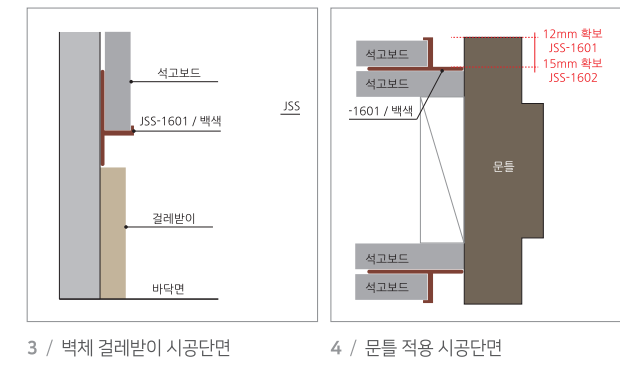 석고보드
JSS-1601 / 백색
걸레받이
바닥면
3 / 벽체 걸레받이 시공단면
JSS
12mm 확보
JSS-1601
15mm 확보
JSS-1602
석고보드
석고보드
-1601 / 백색
문틀
석고보드
석고보드
4 / 문틀 적용 시공단면